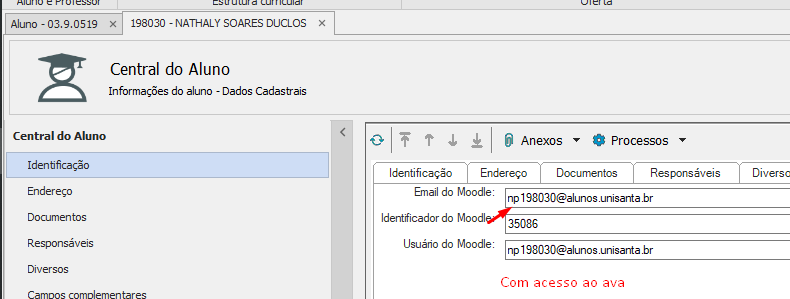 Aluno e Professor
Estrutura curricular
Oferta
Aluno - 03.9.0519 ×
198030 - NATHALY SOARES DUCLOS ×
Central do Aluno
Informações do aluno - Dados Cadastrais
Central do Aluno
Identificação
Endereço
Documentos
Responsáveis
Diversos
Campos complementares
Anexos
Processos
Identificação
Endereço
Documentos
Responsáveis
Diverso
Email do Moodle: np198030@alunos.unisanta.br
Identificador do Moodle: 35086
Usuário do Moodle: np198030@alunos.unisanta.br
Com acesso ao ava